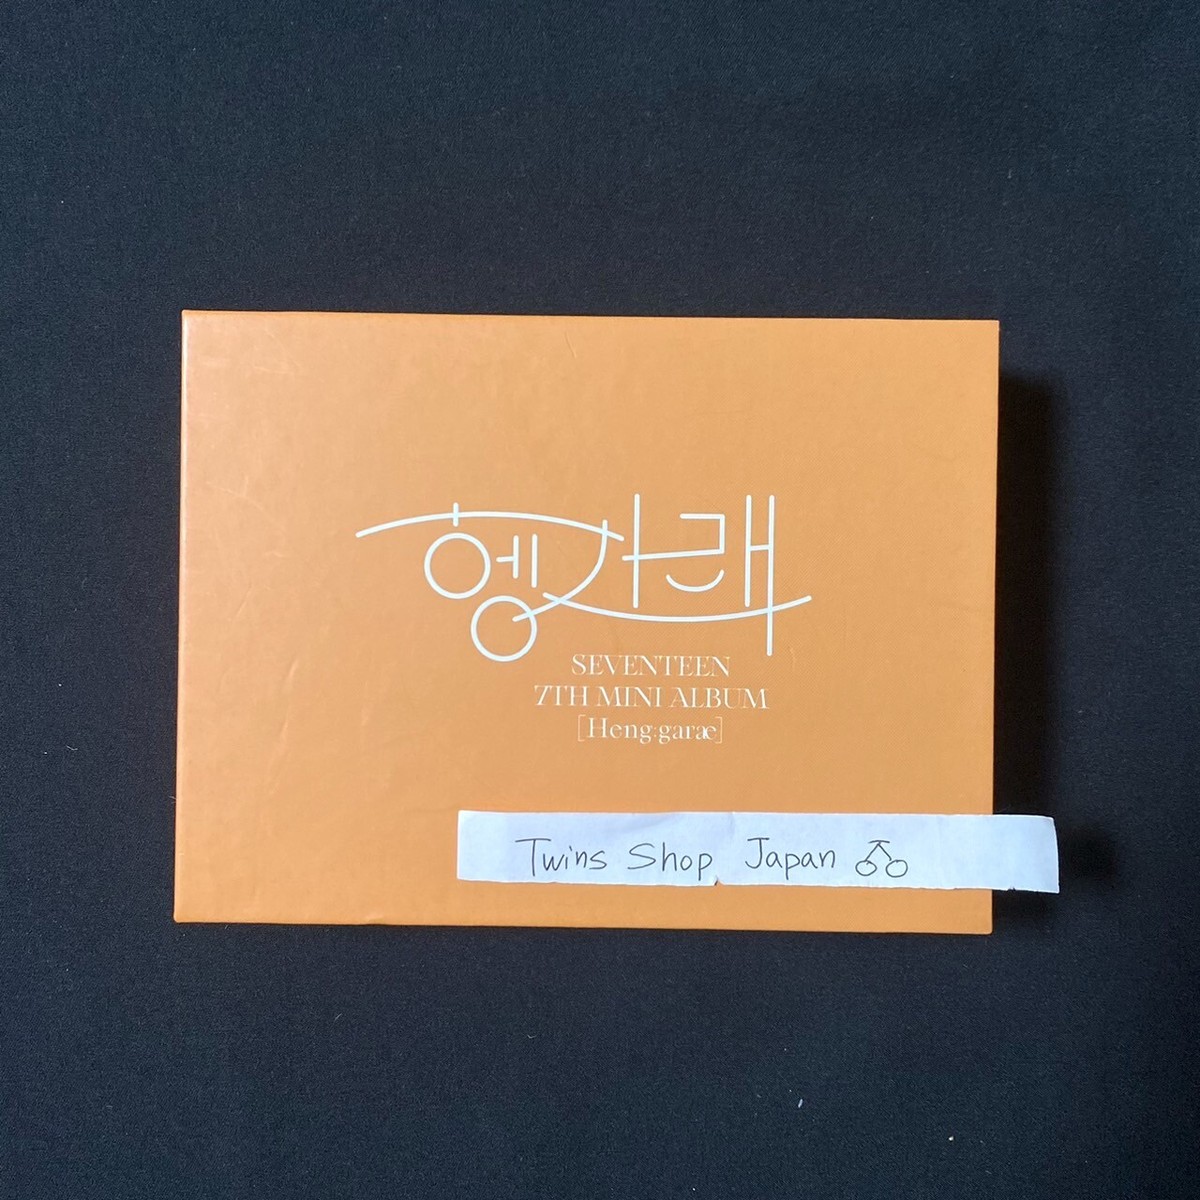 헹가래
SEVENTEEN
7TH MINI ALBUM
[Heng:garæ]
Twins Shop Japan